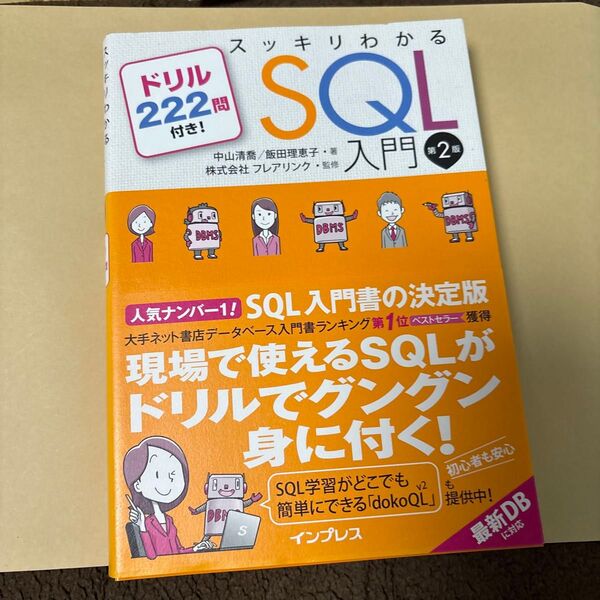 スッキリわかる
ドリル
222問
付き!
スッキリわかる
SQL
入門
第2版
中山清喬/飯田理恵子・著
株式会社 フレアリンク・監修
DBMS
DBMS
DBMS
人気ナンバー1!
SQL入門書の決定版
大手ネット書店データベース入門書ランキング第1位 ベストセラー 獲得
現場で使えるSQLが
ドリルでグングン
身に付く!
初心者も安心
SQL学習がどこでも
簡単にできる「dokoQL」v2
も
提供中!
DBMS
S
最新DB
に対応
インプレス